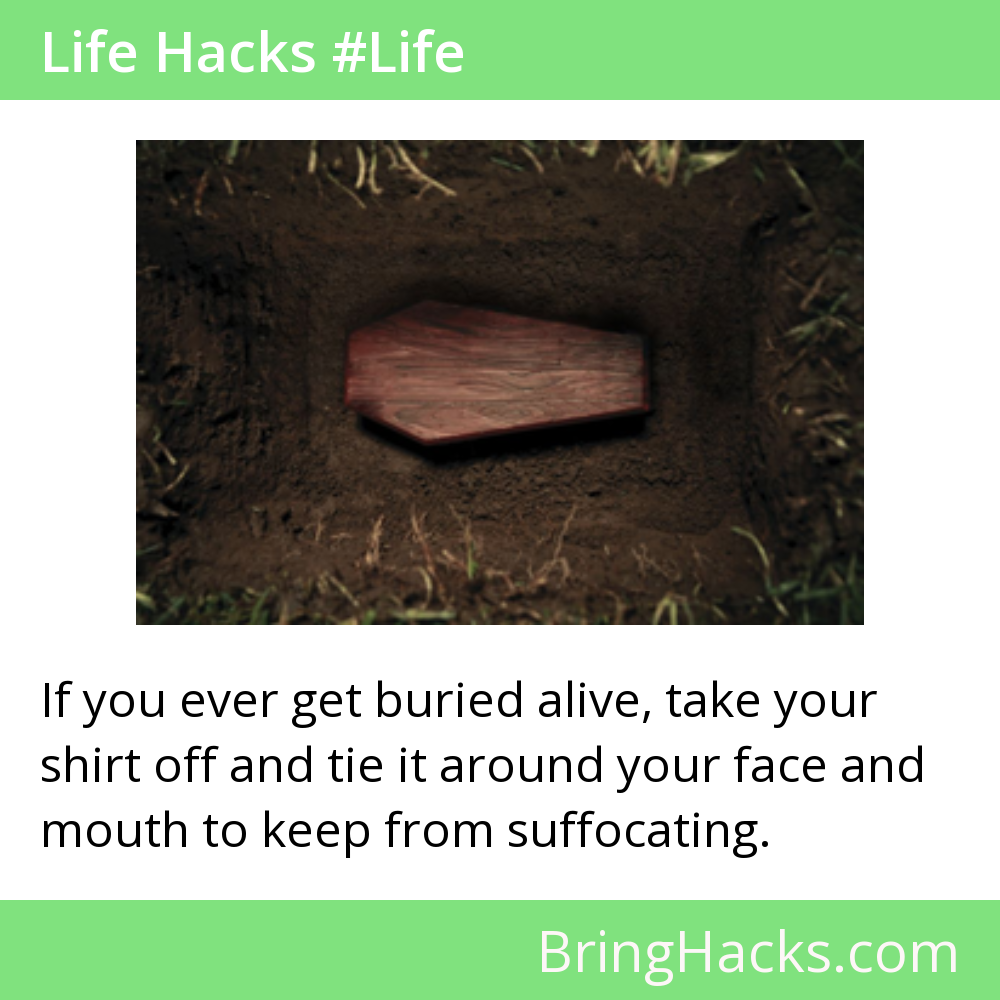 Life Hacks #Life
If you ever get buried alive, take your
shirt off and tie it around your face and
mouth to keep from suffocating.
BringHacks.com